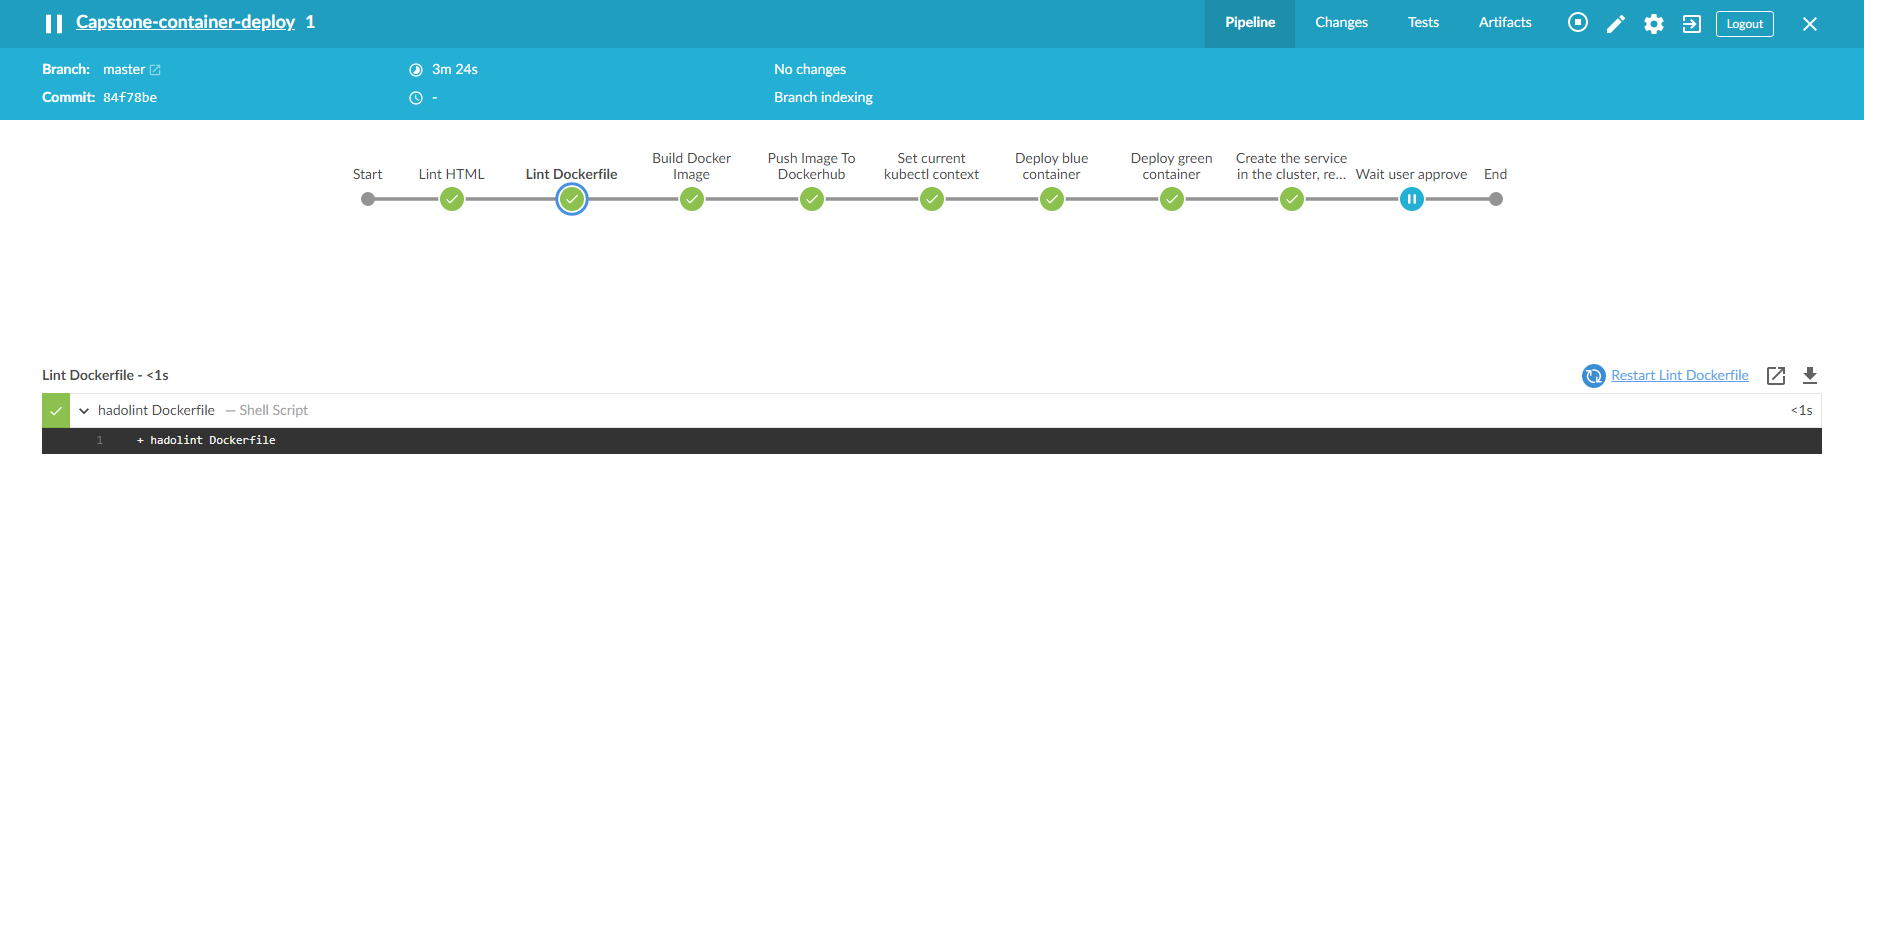 Capstone-container-deploy 1
Pipeline Changes Tests Artifacts Logout
Branch: master
3m 24s
No changes
Commit: 84f78be
-
Branch indexing
Start
Lint HTML
Lint Dockerfile
Build Docker
Image
Push Image To
Dockerhub
Set current
kubectl context
Deploy blue
container
Deploy green
container
Create the service
in the cluster, re...
Wait user approve
End
Lint Dockerfile - <1s
Restart Lint Dockerfile
hadolint Dockerfile — Shell Script
<1s
1 + hadolint Dockerfile